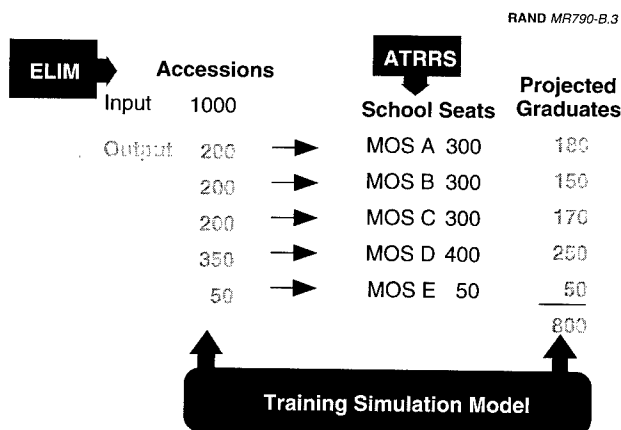 RAND MR790-B.3
ELIM
Accessions
ATRRS
Projected
Graduates
Input 1000
School Seats
Output 200 MOS A 300 180
200 MOS B 300 150
200 MOS C 300 170
350 MOS D 400 250
50 MOS E 50 50
800
Training Simulation Model